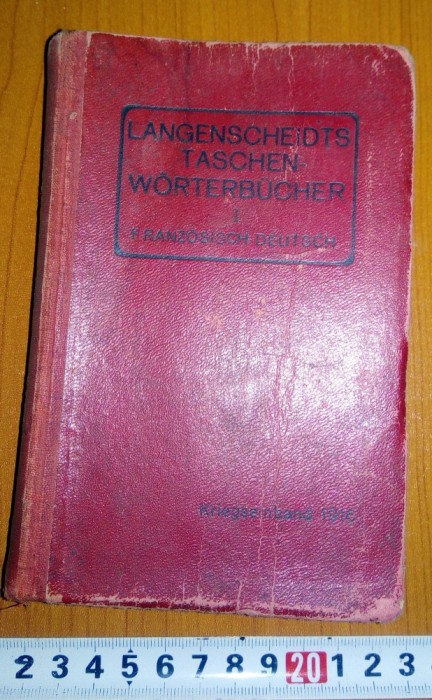 LANGENSCHEIDTS
TASCHEN-
WÖRTERBÜCHER
I
FRANZÖSISCH-DEUTSCH
Kriegseinband 1916
2 3 4 5 6 7 8 9 20 1 2 3